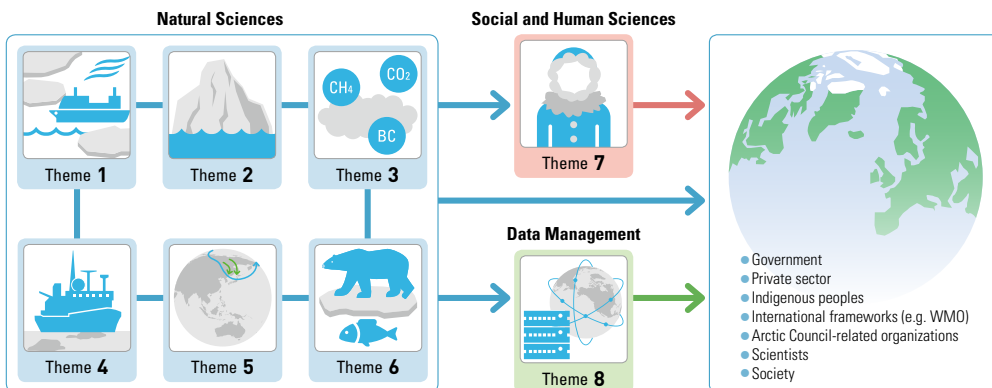 Natural Sciences
Social and Human Sciences
CH₄
CO₂
BC
Theme 1
Theme 2
Theme 3
Theme 7
Data Management
Theme 4
Theme 5
Theme 6
Theme 8
Government
Private sector
Indigenous peoples
International frameworks (e.g. WMO)
Arctic Council-related organizations
Scientists
Society